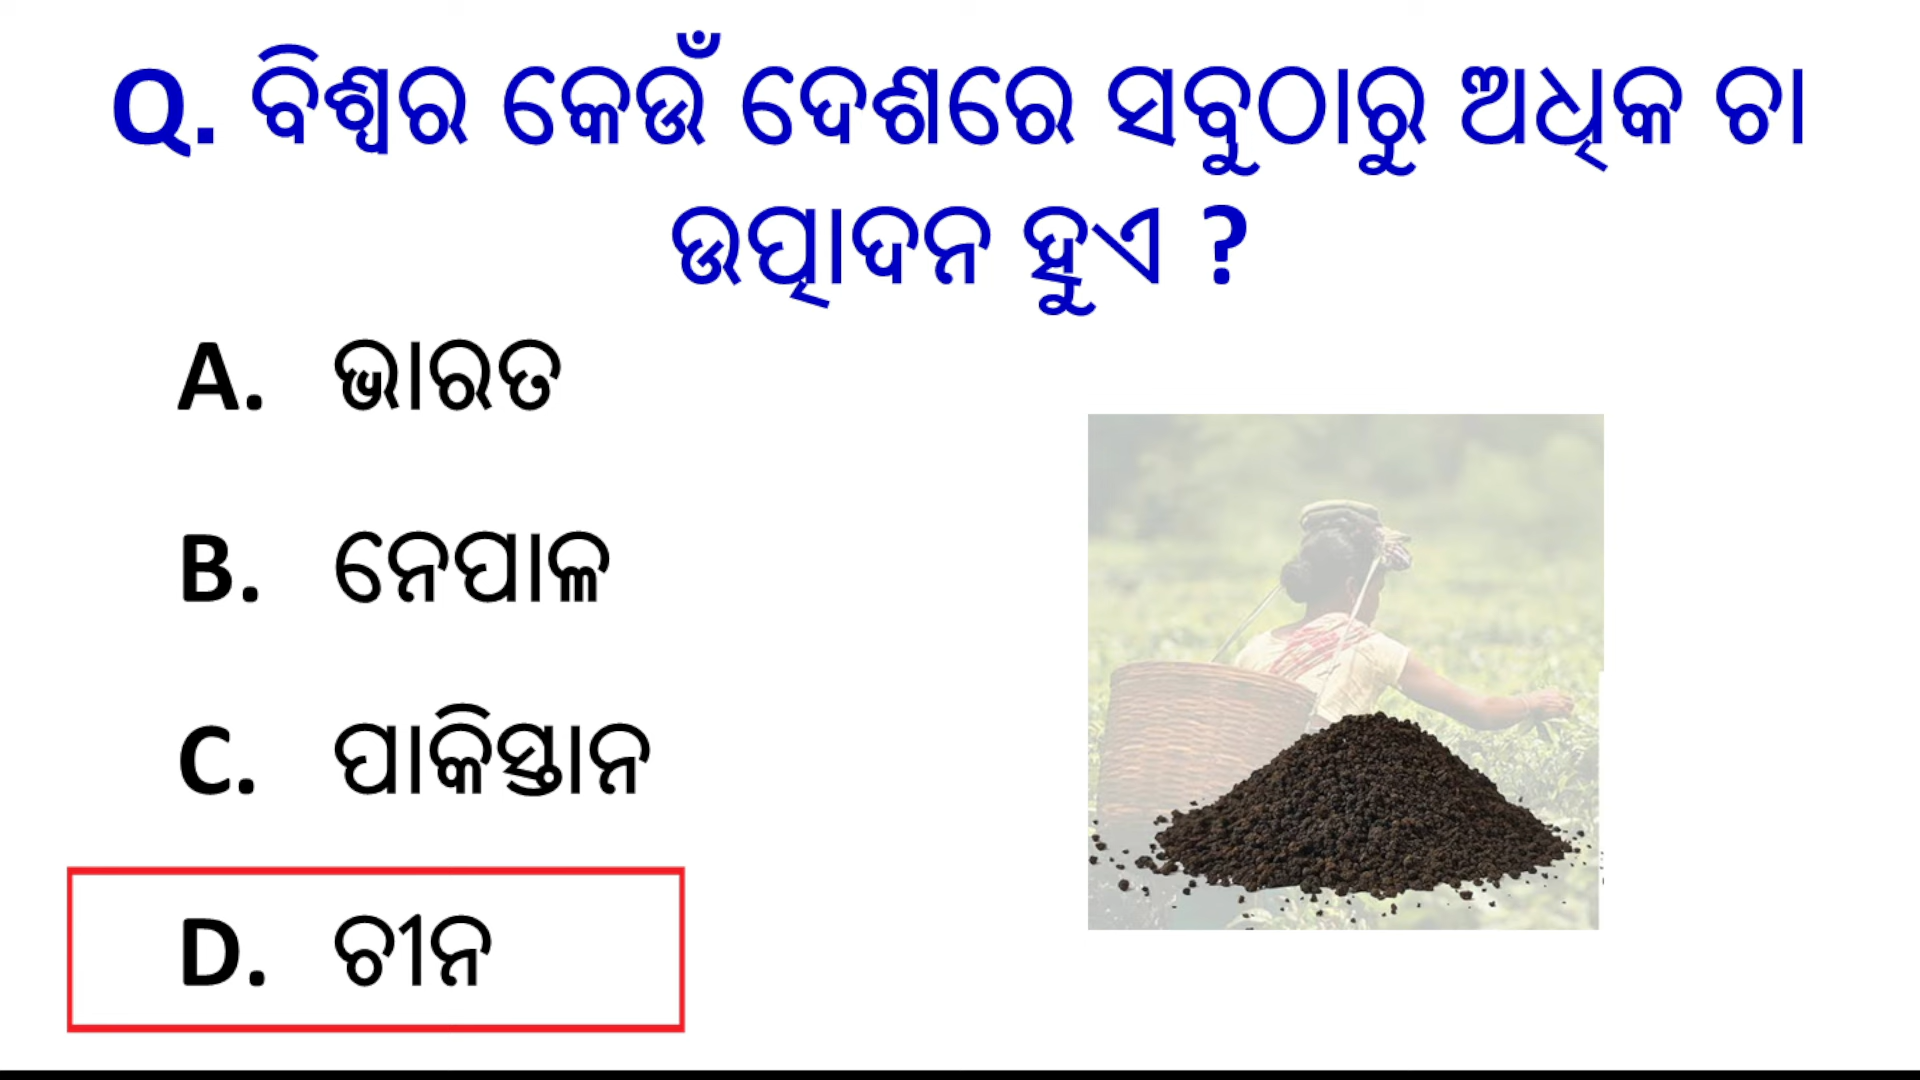 Q. ବିଶ୍ୱର କେଉଁ ଦେଶରେ ସବୁଠାରୁ ଅଧିକ ଚା
ଉତ୍ପାଦନ ହୁଏ ?
A. ଭାରତ
B. ନେପାଳ
C. ପାକିସ୍ତାନ
D. ଚୀନ